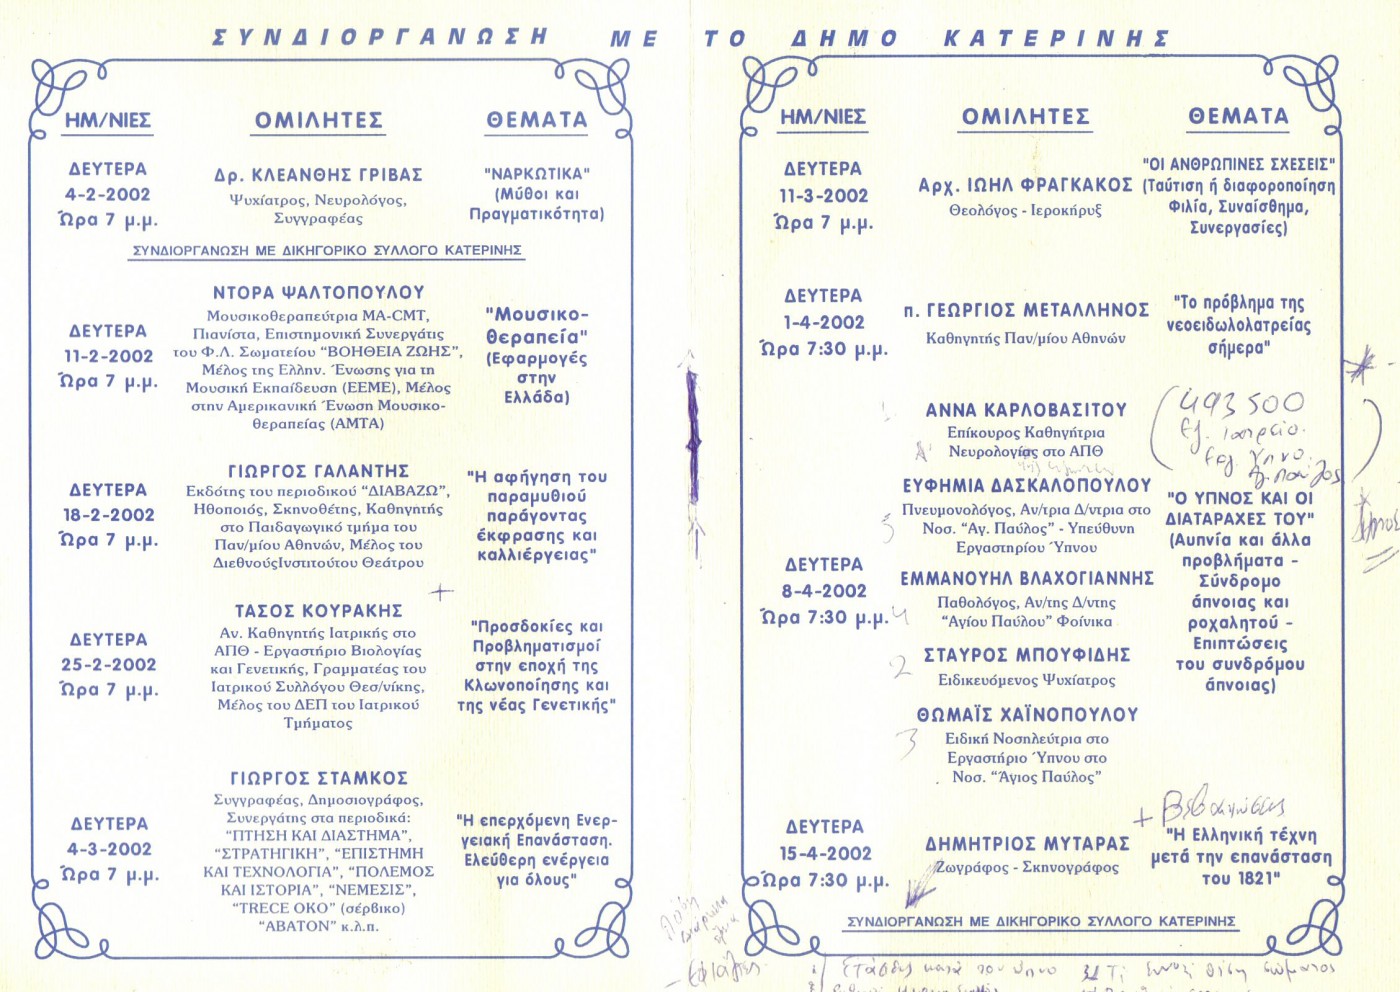 ΣΥΝΔΙΟΡΓΑΝΩΣΗ ΜΕ ΤΟ ΔΗΜΟ ΚΑΤΕΡΙΝΗΣ
ΗΜ/ΝΙΕΣ ΟΜΙΛΗΤΕΣ ΘΕΜΑΤΑ
ΔΕΥΤΕΡΑ
4-2-2002
Ώρα 7 μ.μ.
Δρ. ΚΛΕΑΝΘΗΣ ΓΡΙΒΑΣ
Ψυχίατρος, Νευρολόγος,
Συγγραφέας
"ΝΑΡΚΩΤΙΚΑ"
(Μύθοι και
Πραγματικότητα)
ΣΥΝΔΙΟΡΓΑΝΩΣΗ ΜΕ ΔΙΚΗΓΟΡΙΚΟ ΣΥΛΛΟΓΟ ΚΑΤΕΡΙΝΗΣ
ΔΕΥΤΕΡΑ
11-2-2002
Ώρα 7 μ.μ.
ΝΤΟΡΑ ΨΑΛΤΟΠΟΥΛΟΥ
Μουσικοθεραπεύτρια MA-CMT,
Πιανίστα, Επιστημονική Συνεργάτις
του Φ.Λ. Σωματείου “ΒΟΗΘΕΙΑ ΖΩΗΣ”,
Μέλος της Ελλην. Ένωσης για τη
Μουσική Εκπαίδευση (ΕΕΜΕ), Μέλος
στην Αμερικανική Ένωση Μουσικο-
θεραπείας (ΑΜΤΑ)
"Μουσικο-
θεραπεία"
(Εφαρμογές
στην
Ελλάδα)
ΔΕΥΤΕΡΑ
18-2-2002
Ώρα 7 μ.μ.
ΓΙΩΡΓΟΣ ΓΑΛΑΝΤΗΣ
Εκδότης του περιοδικού “ΔΙΑΒΑΖΩ”,
Ηθοποιός, Σκηνοθέτης, Καθηγητής
στο Παιδαγωγικό τμήμα του
Παν/μίου Αθηνών, Μέλος του
ΔιεθνούςΙνστιτούτου Θεάτρου
"Η αφήγηση του
παραμυθιού
παράγοντας
έκφρασης και
καλλιέργειας"
ΔΕΥΤΕΡΑ
25-2-2002
Ώρα 7 μ.μ.
ΤΑΣΟΣ ΚΟΥΡΑΚΗΣ
Αν. Καθηγητής Ιατρικής στο
ΑΠΘ - Εργαστήριο Βιολογίας
και Γενετικής, Γραμματέας του
Ιατρικού Συλλόγου Θεσ/νίκης,
Μέλος του ΔΕΠ του Ιατρικού
Τμήματος
"Προσδοκίες και
Προβληματισμοί
στην εποχή της
Κλωνοποίησης και
της νέας Γενετικής"
ΔΕΥΤΕΡΑ
4-3-2002
Ώρα 7 μ.μ.
ΓΙΩΡΓΟΣ ΣΤΑΜΚΟΣ
Συγγραφέας, Δημοσιογράφος,
Συνεργάτης στα περιοδικά:
“ΠΤΗΣΗ ΚΑΙ ΔΙΑΣΤΗΜΑ”,
“ΣΤΡΑΤΗΓΙΚΗ”, “ΕΠΙΣΤΗΜΗ
ΚΑΙ ΤΕΧΝΟΛΟΓΙΑ”, “ΠΟΛΕΜΟΣ
ΚΑΙ ΙΣΤΟΡΙΑ”, “ΝΕΜΕΣΙΣ”,
“TRECE OKO” (σέρβικο)
“ΑΒΑΤΟΝ” κ.λ.π.
"Η επερχόμενη Ενερ-
γειακή Επανάσταση.
Ελεύθερη ενέργεια
για όλους"
ΗΜ/ΝΙΕΣ ΟΜΙΛΗΤΕΣ ΘΕΜΑΤΑ
ΔΕΥΤΕΡΑ
11-3-2002
Ώρα 7 μ.μ.
Αρχ. ΙΩΗΛ ΦΡΑΓΚΑΚΟΣ
Θεολόγος - Ιεροκήρυξ
"ΟΙ ΑΝΘΡΩΠΙΝΕΣ ΣΧΕΣΕΙΣ"
(Ταύτιση ή διαφοροποίηση
Φιλία, Συναίσθημα,
Συνεργασίες)
ΔΕΥΤΕΡΑ
1-4-2002
Ώρα 7:30 μ.μ.
π. ΓΕΩΡΓΙΟΣ ΜΕΤΑΛΛΗΝΟΣ
Καθηγητής Παν/μίου Αθηνών
"Το πρόβλημα της
νεοειδωλολατρείας
σήμερα"
ΔΕΥΤΕΡΑ
8-4-2002
Ώρα 7:30 μ.μ.
ΑΝΝΑ ΚΑΡΛΟΒΑΣΙΤΟΥ
Επίκουρος Καθηγήτρια
Νευρολογίας στο ΑΠΘ
ΕΥΦΗΜΙΑ ΔΑΣΚΑΛΟΠΟΥΛΟΥ
Πνευμονολόγος, Αν/τρια Δ/ντρια στο
Νοσ. “Αγ. Παύλος” - Υπεύθυνη
Εργαστηρίου Ύπνου
3
ΕΜΜΑΝΟΥΗΛ ΒΛΑΧΟΓΙΑΝΝΗΣ
Παθολόγος, Αν/της Δ/ντης
“Αγίου Παύλου” Φοίνικα
4
ΣΤΑΥΡΟΣ ΜΠΟΥΦΙΔΗΣ
Ειδικευόμενος Ψυχίατρος
2
ΘΩΜΑΪΣ ΧΑΪΝΟΠΟΥΛΟΥ
Ειδική Νοσηλεύτρια στο
Εργαστήριο Ύπνου στο
Νοσ. “Άγιος Παύλος”
3
493500
"Ο ΥΠΝΟΣ ΚΑΙ ΟΙ
ΔΙΑΤΑΡΑΧΕΣ ΤΟΥ"
(Αυπνία και άλλα
προβλήματα -
Σύνδρομο
άπνοιας και
ροχαλητού -
Επιπτώσεις
του συνδρόμου
άπνοιας)
ΔΕΥΤΕΡΑ
15-4-2002
Ώρα 7:30 μ.μ.
ΔΗΜΗΤΡΙΟΣ ΜΥΤΑΡΑΣ
Ζωγράφος - Σκηνογράφος
"Η Ελληνική τέχνη
μετά την επανάσταση
του 1821"
ΣΥΝΔΙΟΡΓΑΝΩΣΗ ΜΕ ΔΙΚΗΓΟΡΙΚΟ ΣΥΛΛΟΓΟ ΚΑΤΕΡΙΝΗΣ
Εφιάλτες
κατά τον ύπνο